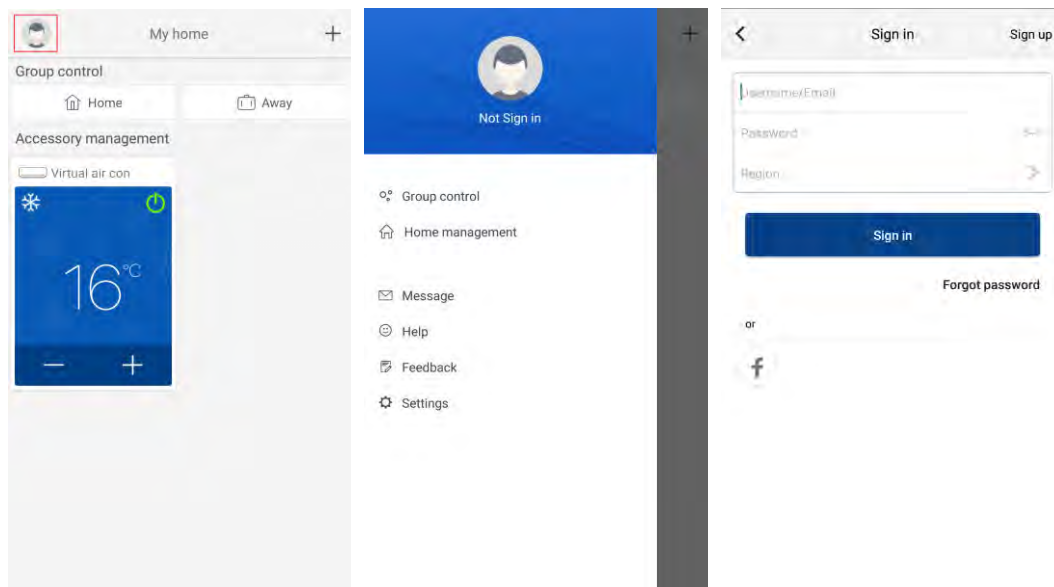 My home
Group control
Home
Away
Accessory management
Virtual air con
16°C
Not Sign in
Group control
Home management
Message
Help
Feedback
Settings
Sign in
Sign up
Username/Email
Password
Region
Sign in
Forgot password
or